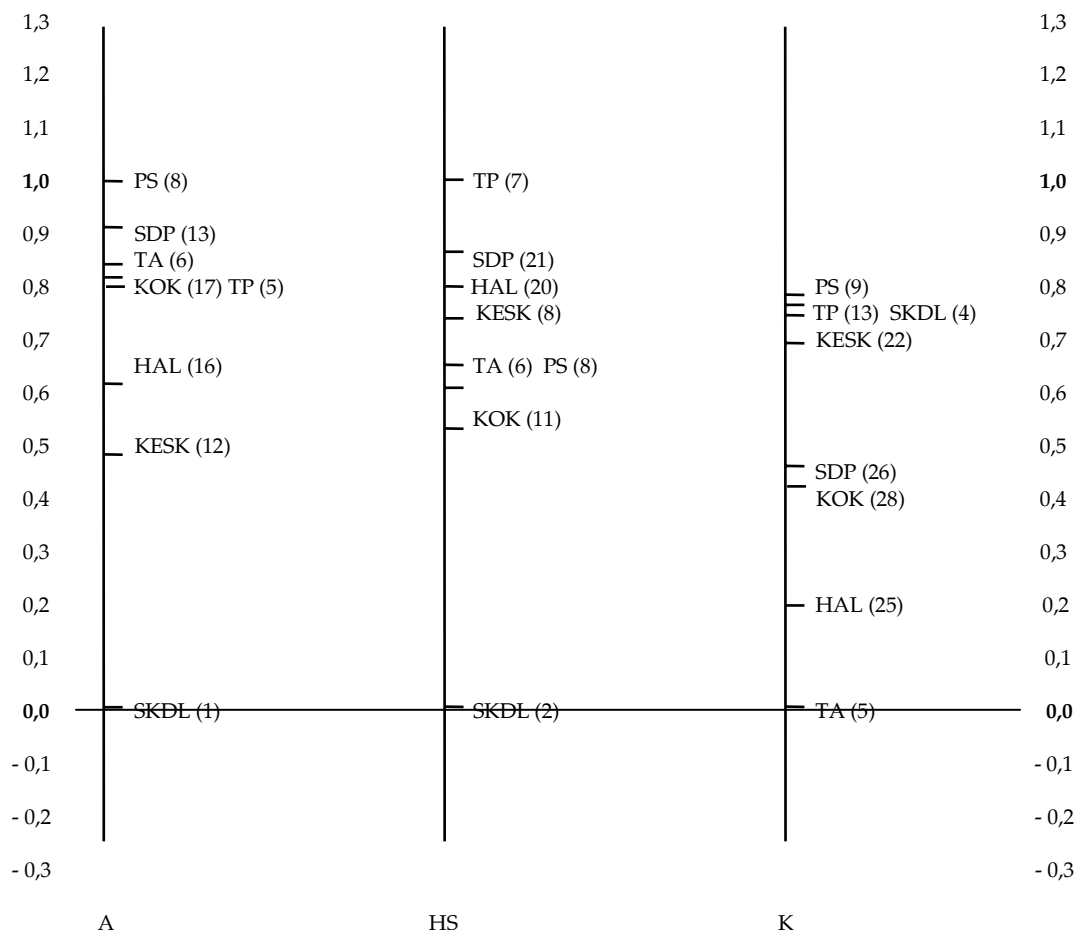 1,3 1,3
1,2 1,2
1,1 1,1
1,0 PS (8) TP (7) 1,0
0,9 SDP (13) 0,9
TA (6) SDP (21)
0,8 KOK (17) TP (5) HAL (20) PS (9) 0,8
KESK (8) TP (13) SKDL (4)
0,7 KESK (22) 0,7
HAL (16) TA (6) PS (8)
0,6 0,6
KOK (11)
0,5 KESK (12) 0,5
SDP (26)
0,4 KOK (28) 0,4
0,3 0,3
0,2 HAL (25) 0,2
0,1 0,1
0,0 SKDL (1) SKDL (2) TA (5) 0,0
- 0,1 - 0,1
- 0,2 - 0,2
- 0,3 - 0,3
A HS K